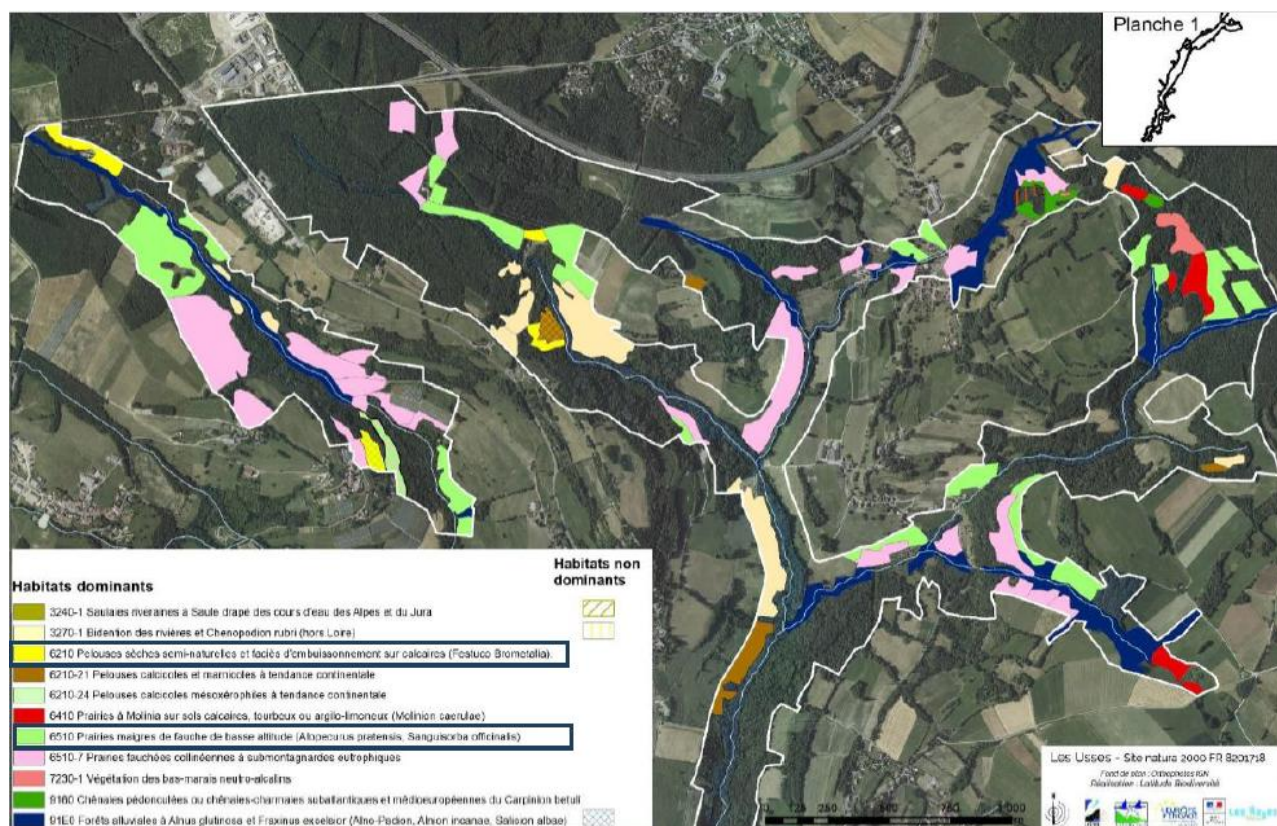 Planche 1
Habitats dominants
Habitats non
dominants
3240-1 Saulaies riveraines à Saule drapé des cours d'eau des Alpes et du Jura
3270-1 Bidention des rivières et Chenopodion rubri (hors Loire)
6210 Pelouses sèches semi-naturelles et faciès d'embuissonnement sur calcaires (Festuco Brometalia).
6210-21 Pelouses calcicoles et marnicoles à tendance continentale
6210-24 Pelouses calcicoles mésoxérophiles à tendance continentale
6410 Prairies à Molinia sur sols calcaires, tourbeux ou argilo-limoneux (Molinion caerulae)
6510 Prairies maigres de fauche de basse altitude (Alopecurus pratensis, Sanguisorba officinalis)
6510-7 Prairies fauchées collinéennes à submontagnardes eutrophiques
7230-1 Végétation des bas-marais neutro-alcalins
9160 Chênaies pédonculées ou chênaies-charmaies subatlantiques et médioeuropéennes du Carpinion betuli
91E0 Forêts alluviales à Alnus glutinosa et Fraxinus excelsior (Alno-Padion, Alnion incanae, Salicion albae)
0 125 250 500 750 1 000
Les Usses - Site natura 2000 FR 8201718
Fond de plan : Orthophotos IGN
Réalisation : Latitude Biodiversité